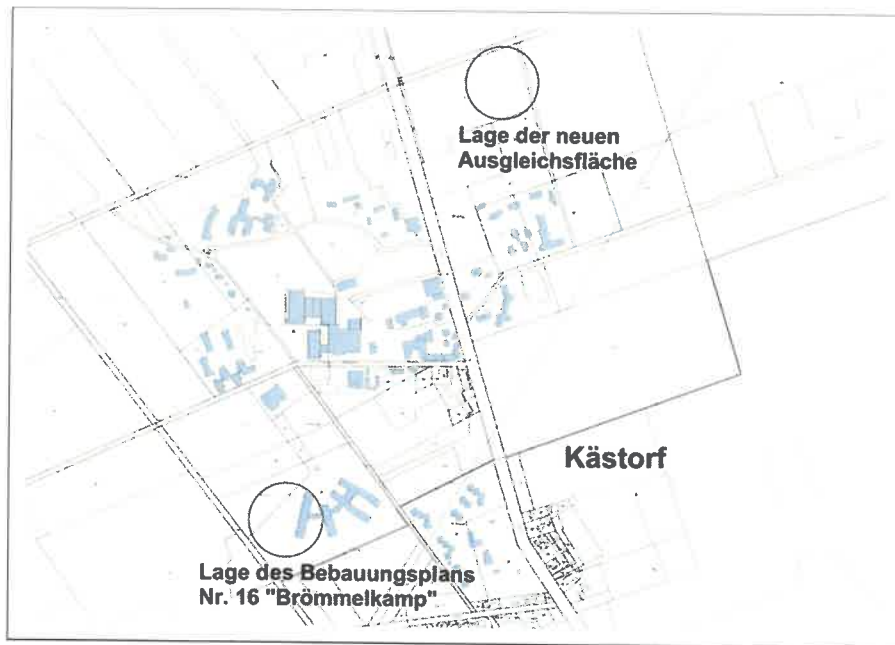 Lage der neuen
Ausgleichsfläche
Kästorf
Lage des Bebauungsplans
Nr. 16 "Brömmelkamp"